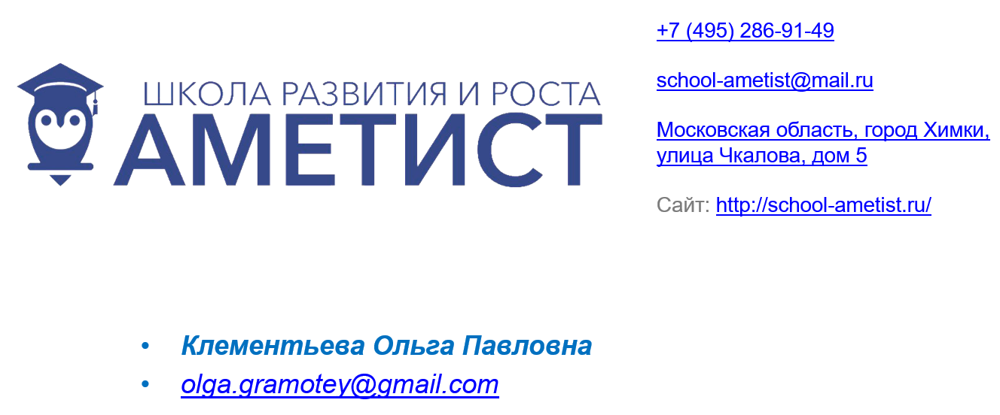 ШКОЛА РАЗВИТИЯ И РОСТА
АМЕТИСТ
+7 (495) 286-91-49
school-ametist@mail.ru
Московская область, город Химки,
улица Чкалова, дом 5
Сайт: http://school-ametist.ru/
• Клементьева Ольга Павловна
• olga.gramotey@gmail.com